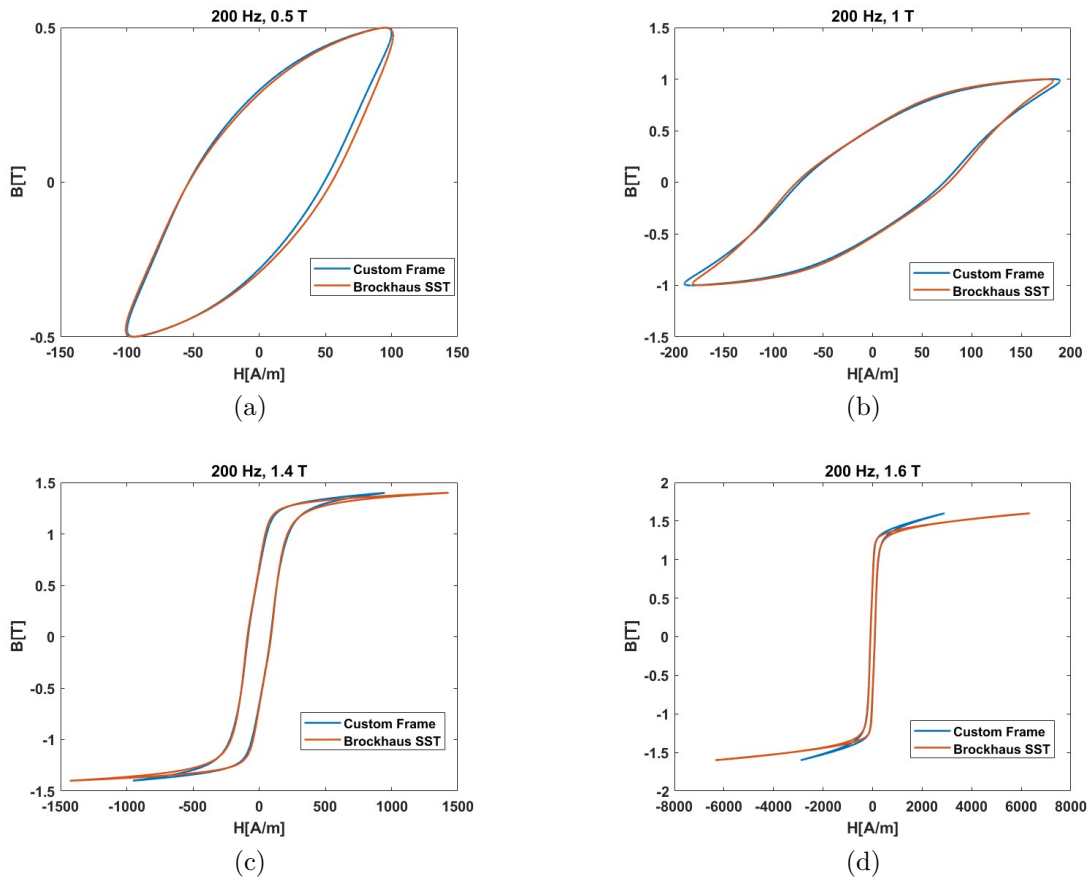 200 Hz, 0.5 T
0.5
0
-0.5
B[T]
-150 -100 -50 0 50 100 150
H[A/m]
Custom Frame
Brockhaus SST
(a)
200 Hz, 1 T
1.5
1
0.5
0
-0.5
-1
-1.5
B[T]
-200 -150 -100 -50 0 50 100 150 200
H[A/m]
Custom Frame
Brockhaus SST
(b)
200 Hz, 1.4 T
1.5
1
0.5
0
-0.5
-1
-1.5
B[T]
-1500 -1000 -500 0 500 1000 1500
H[A/m]
Custom Frame
Brockhaus SST
(c)
200 Hz, 1.6 T
2
1.5
1
0.5
0
-0.5
-1
-1.5
-2
B[T]
-8000 -6000 -4000 -2000 0 2000 4000 6000 8000
H[A/m]
Custom Frame
Brockhaus SST
(d)